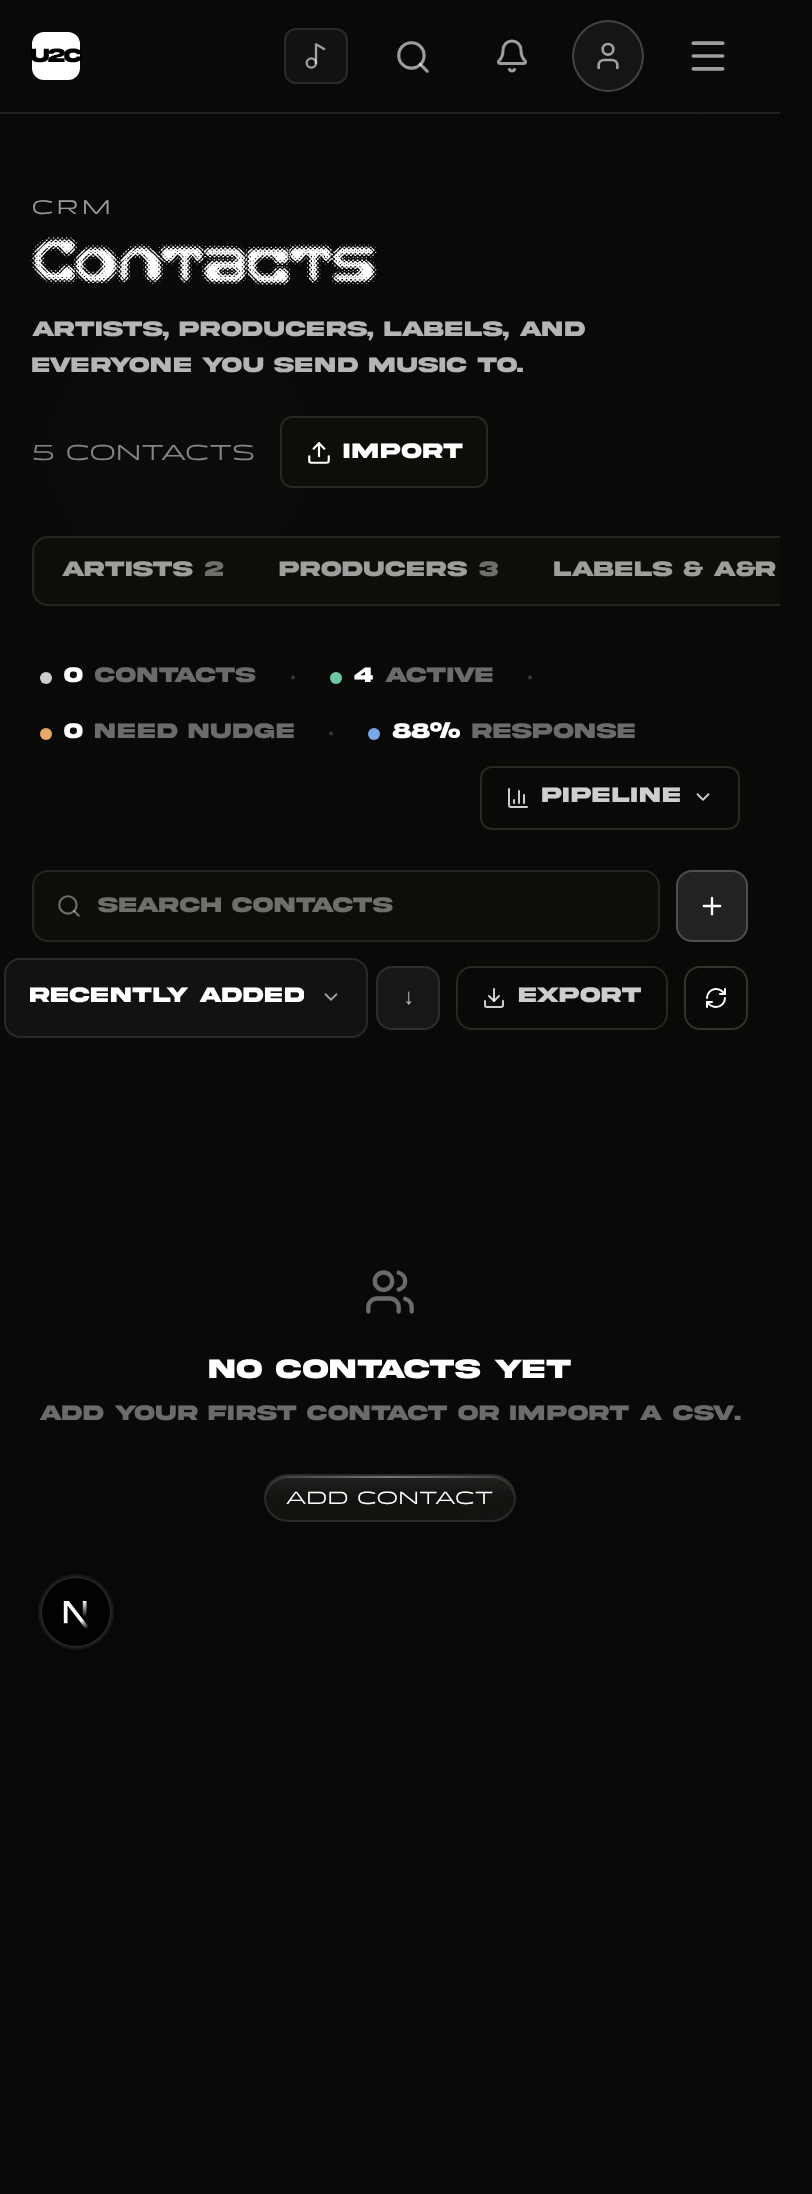 U2C
CRM
Contacts
ARTISTS, PRODUCERS, LABELS, AND
EVERYONE YOU SEND MUSIC TO.
5 CONTACTS IMPORT
ARTISTS 2 PRODUCERS 3 LABELS & A&R
0 CONTACTS · 4 ACTIVE ·
0 NEED NUDGE · 88% RESPONSE
PIPELINE
SEARCH CONTACTS +
RECENTLY ADDED ↓ EXPORT
NO CONTACTS YET
ADD YOUR FIRST CONTACT OR IMPORT A CSV.
ADD CONTACT
N